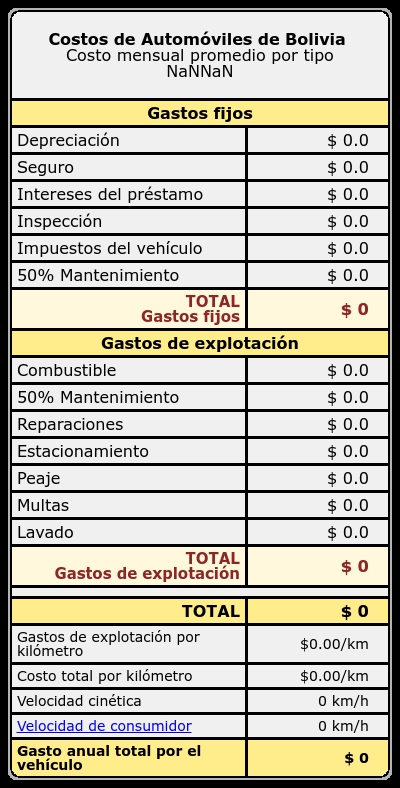 Costos de Automóviles de Bolivia
Costo mensual promedio por tipo
NaNNaN
Gastos fijos
Depreciación $ 0.0
Seguro $ 0.0
Intereses del préstamo $ 0.0
Inspección $ 0.0
Impuestos del vehículo $ 0.0
50% Mantenimiento $ 0.0
TOTAL
Gastos fijos $ 0
Gastos de explotación
Combustible $ 0.0
50% Mantenimiento $ 0.0
Reparaciones $ 0.0
Estacionamiento $ 0.0
Peaje $ 0.0
Multas $ 0.0
Lavado $ 0.0
TOTAL
Gastos de explotación $ 0
TOTAL $ 0
Gastos de explotación por
kilómetro $0.00/km
Costo total por kilómetro $0.00/km
Velocidad cinética 0 km/h
Velocidad de consumidor 0 km/h
Gasto anual total por el
vehículo $ 0